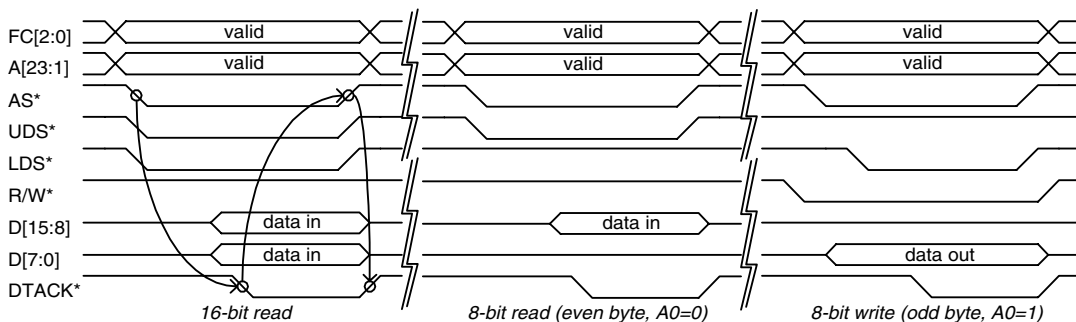 FC[2:0] valid valid valid
A[23:1] valid valid valid
AS*
UDS*
LDS*
R/W*
D[15:8] data in data in
D[7:0] data in data out
DTACK*
16-bit read 8-bit read (even byte, A0=0) 8-bit write (odd byte, A0=1)